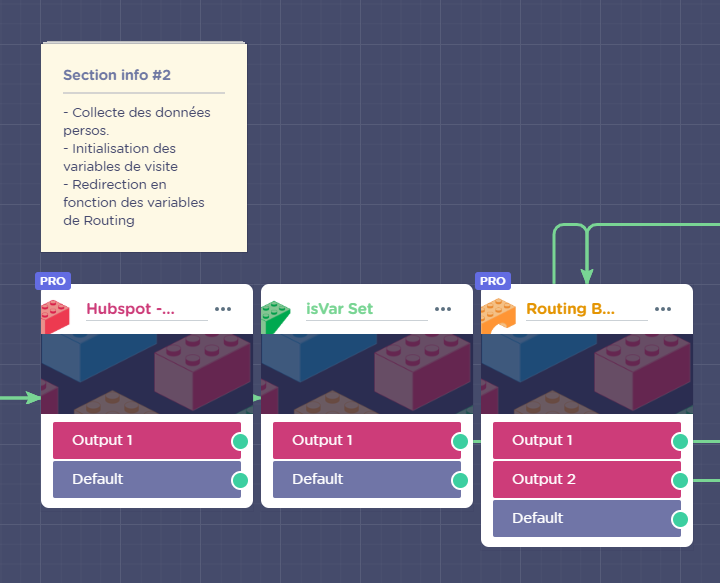 Section info #2
- Collecte des données
persos.
- Initialisation des
variables de visite
- Redirection en
fonction des variables
de Routing
PRO
Hubspot -...
Output 1
Default
isVar Set
Output 1
Default
PRO
Routing B...
Output 1
Output 2
Default